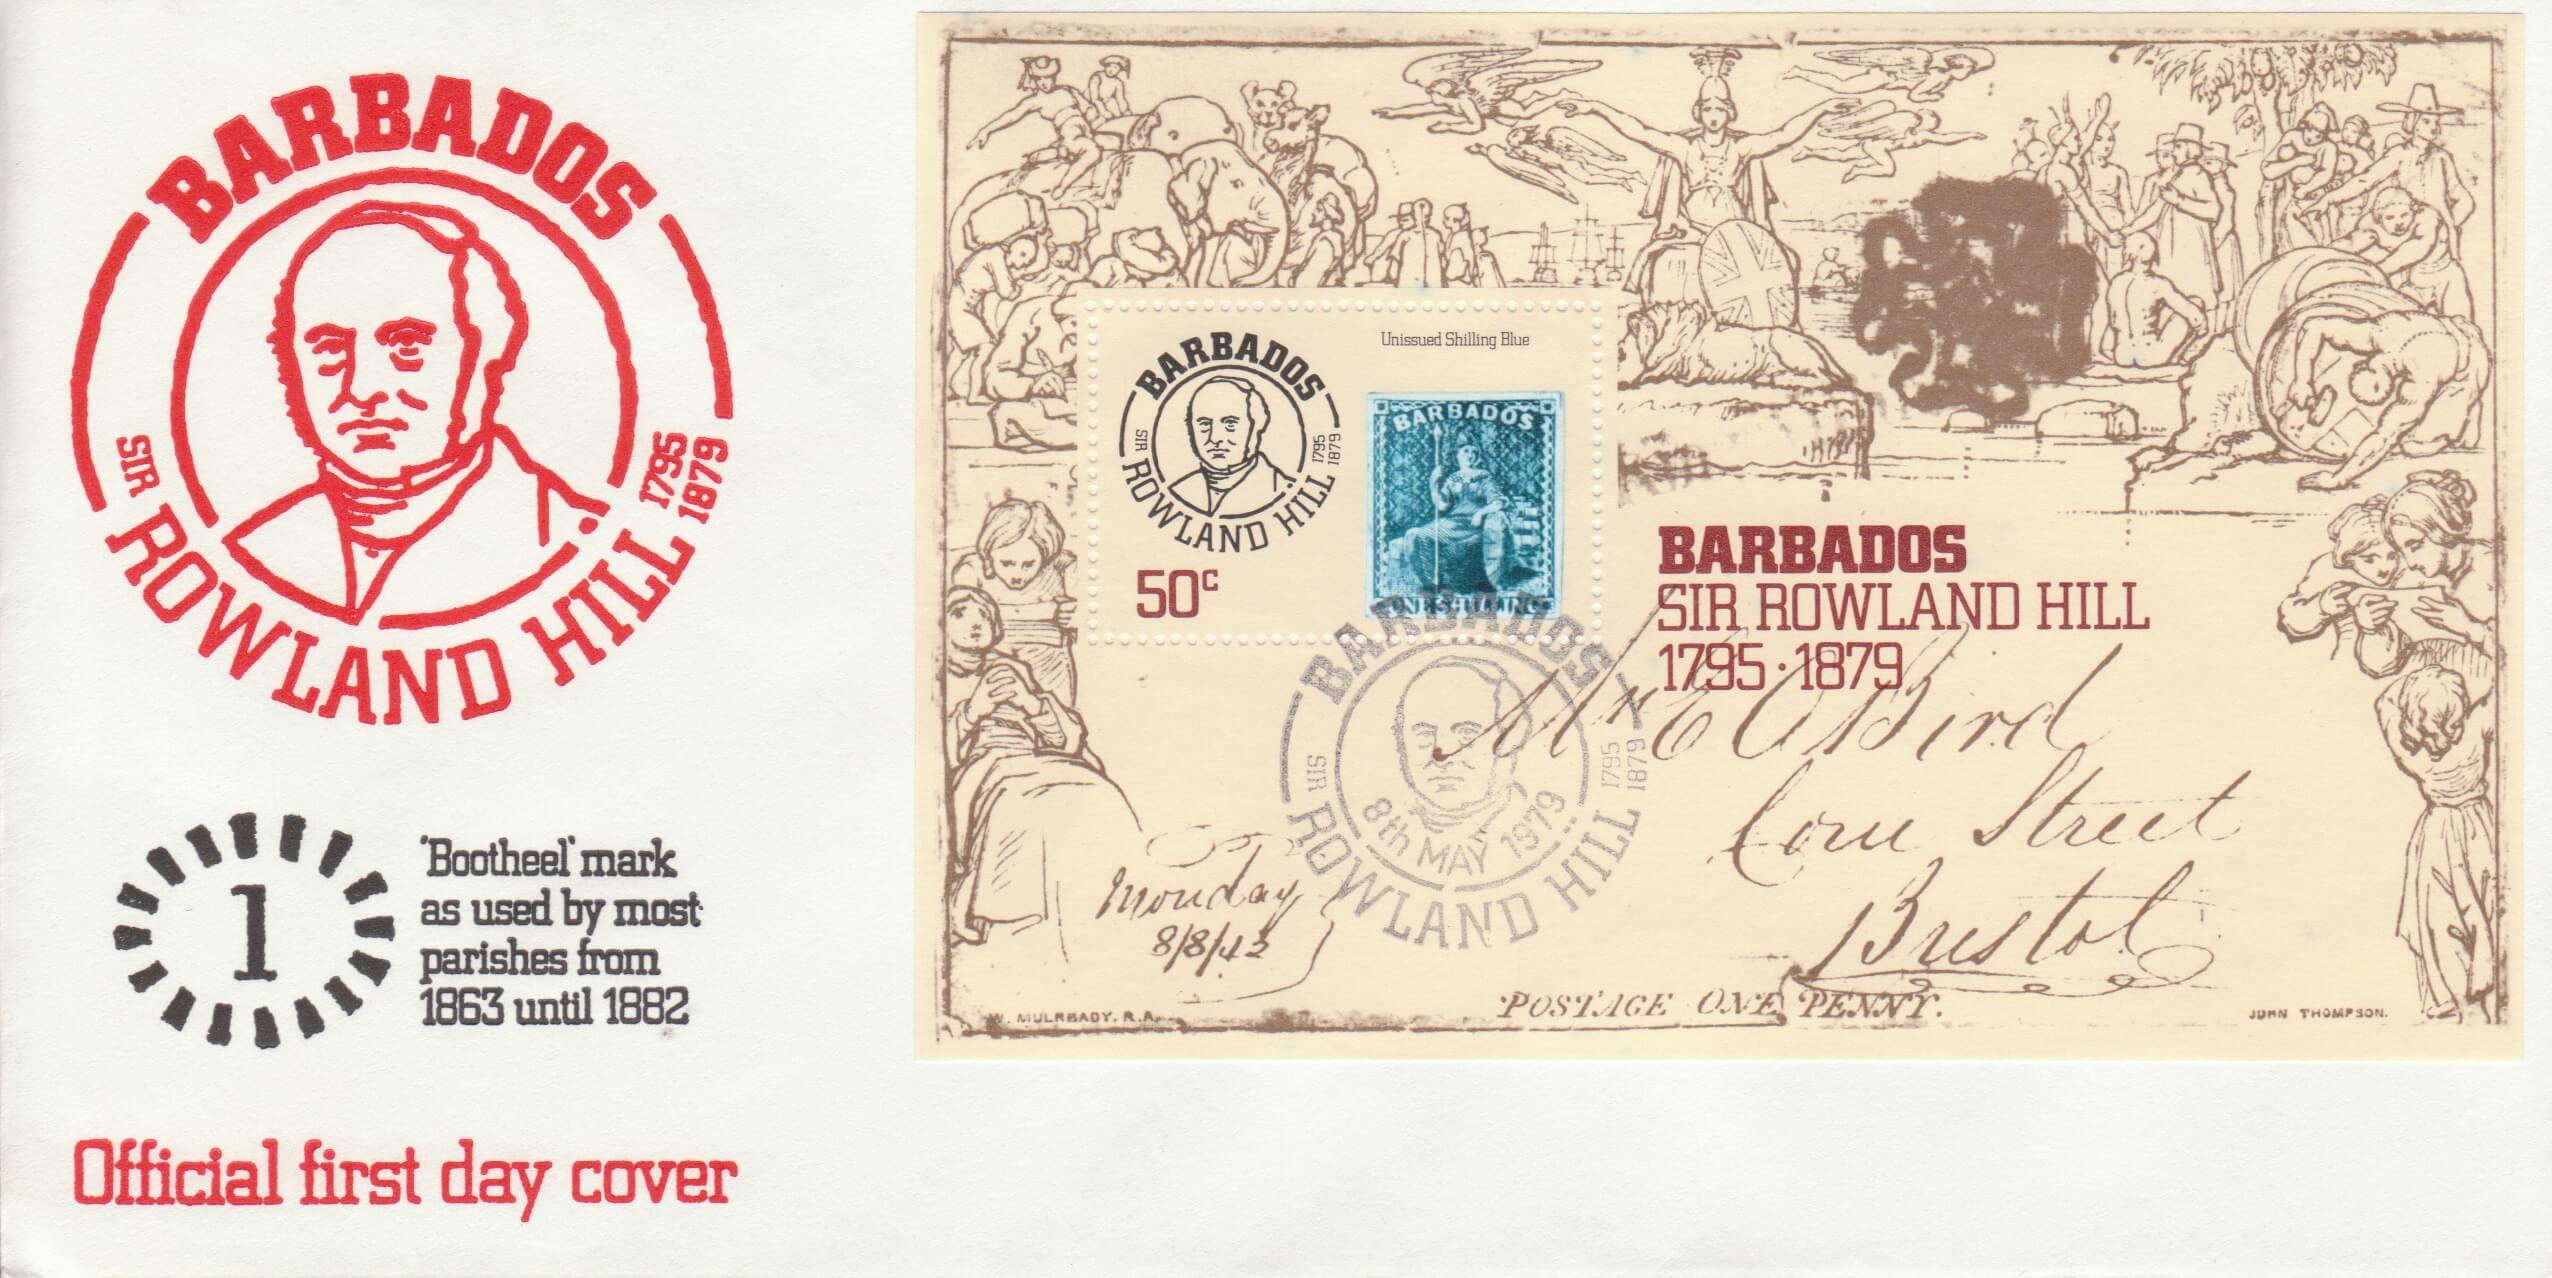 BARBADOS
SIR ROWLAND HILL 1795 1879
1
'Bootheel' mark
as used by most
parishes from
1863 until 1882
Official first day cover
BARBADOS
SIR ROWLAND HILL 1795 1879
50c
Unissued Shilling Blue
BARBADOS
ONE SHILLING
BARBADOS
SIR ROWLAND HILL
1795·1879
BARBADOS
SIR ROWLAND HILL 1795 1879
8th MAY 1979
Mr E O Bird
Corn Street
Bristol
Monday
8/8/42
POSTAGE ONE PENNY.
W. MULREADY. R.A.
JOHN THOMPSON.